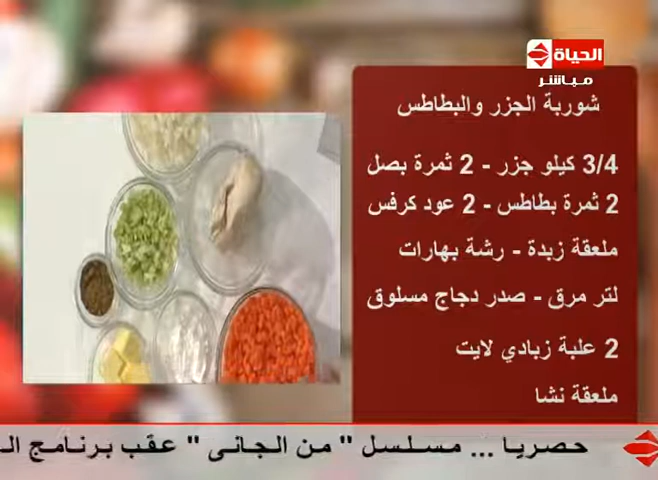 الحياة
مباشر
شوربة الجزر والبطاطس
3/4 كيلو جزر - 2 ثمرة بصل
2 ثمرة بطاطس - 2 عود كرفس
ملعقة زبدة - رشة بهارات
لتر مرق - صدر دجاج مسلوق
2 علبة زبادي لايت
ملعقة نشا
حصريا ... مسلسل " من الجانى " عقب برنامج الـ